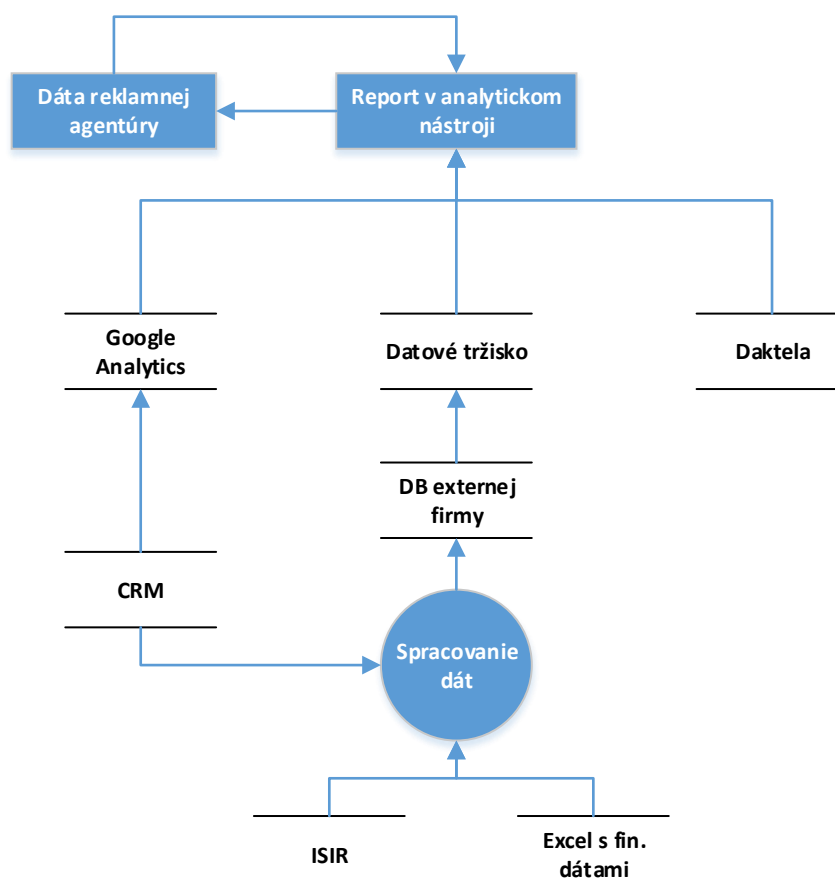 Dáta reklamnej
agentúry
Report v analytickom
nástroji
Google
Analytics
Datové tržisko
Daktela
DB externej
firmy
CRM
Spracovanie
dát
ISIR
Excel s fin.
dátami